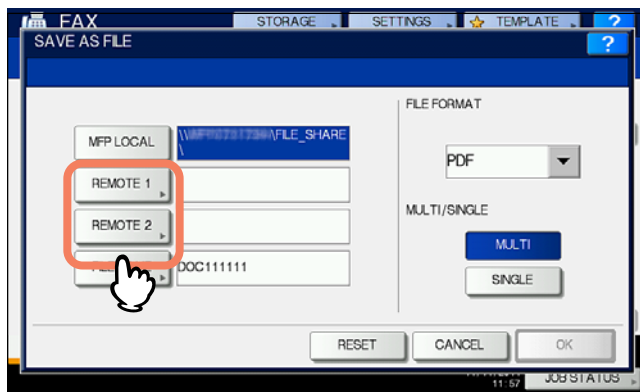 FAX
STORAGE
SETTINGS
TEMPLATE
?
SAVE AS FILE
?
MFP LOCAL
\\ \FILE_SHARE
\
REMOTE 1
REMOTE 2
DOC111111
FILE FORMAT
PDF
MULTI/SINGLE
MULTI
SINGLE
RESET
CANCEL
OK
11:57
JOB STATUS